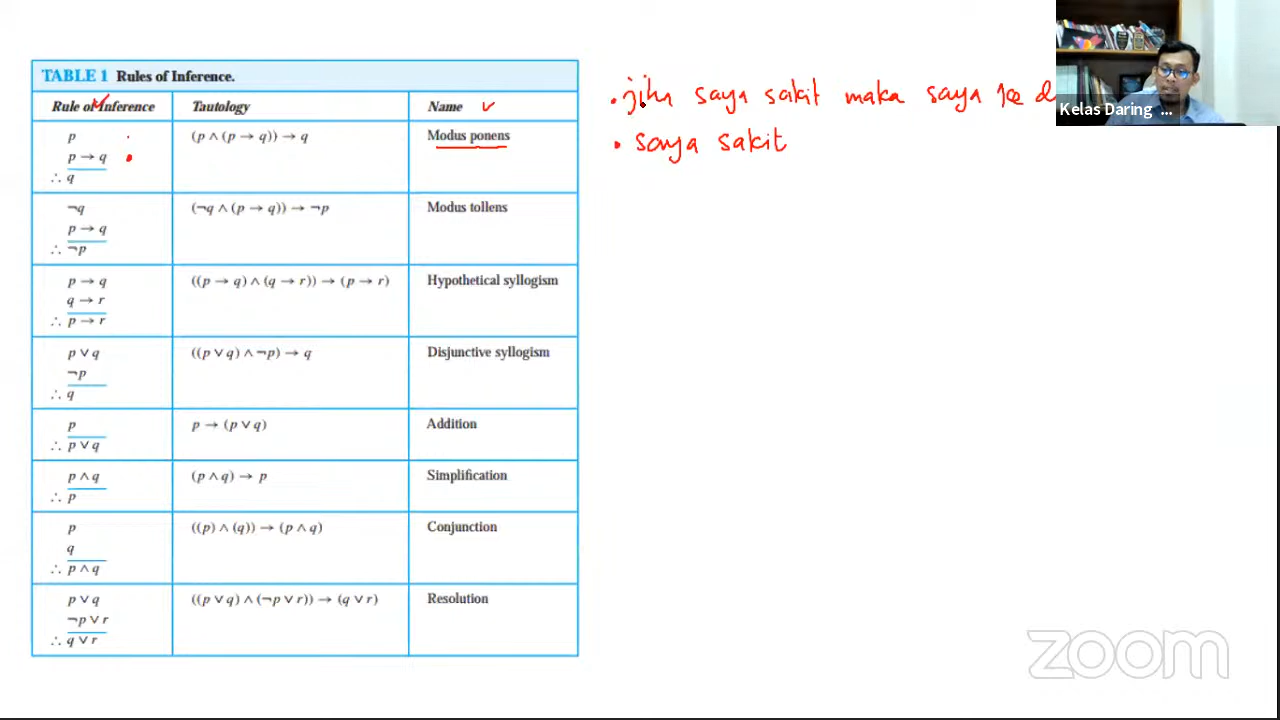 TABLE 1 Rules of Inference.
Rule of Inference Tautology Name
p
p → q
∴ q
(p ∧ (p → q)) → q
Modus ponens
¬q
p → q
∴ ¬p
(¬q ∧ (p → q)) → ¬p
Modus tollens
p → q
q → r
∴ p → r
((p → q) ∧ (q → r)) → (p → r)
Hypothetical syllogism
p ∨ q
¬p
∴ q
((p ∨ q) ∧ ¬p) → q
Disjunctive syllogism
p
∴ p ∨ q
p → (p ∨ q)
Addition
p ∧ q
∴ p
(p ∧ q) → p
Simplification
p
q
∴ p ∧ q
((p) ∧ (q)) → (p ∧ q)
Conjunction
p ∨ q
¬p ∨ r
∴ q ∨ r
((p ∨ q) ∧ (¬p ∨ r)) → (q ∨ r)
Resolution
• jika saya sakit maka saya ke d
• saya sakit
Kelas Daring ...
zoom